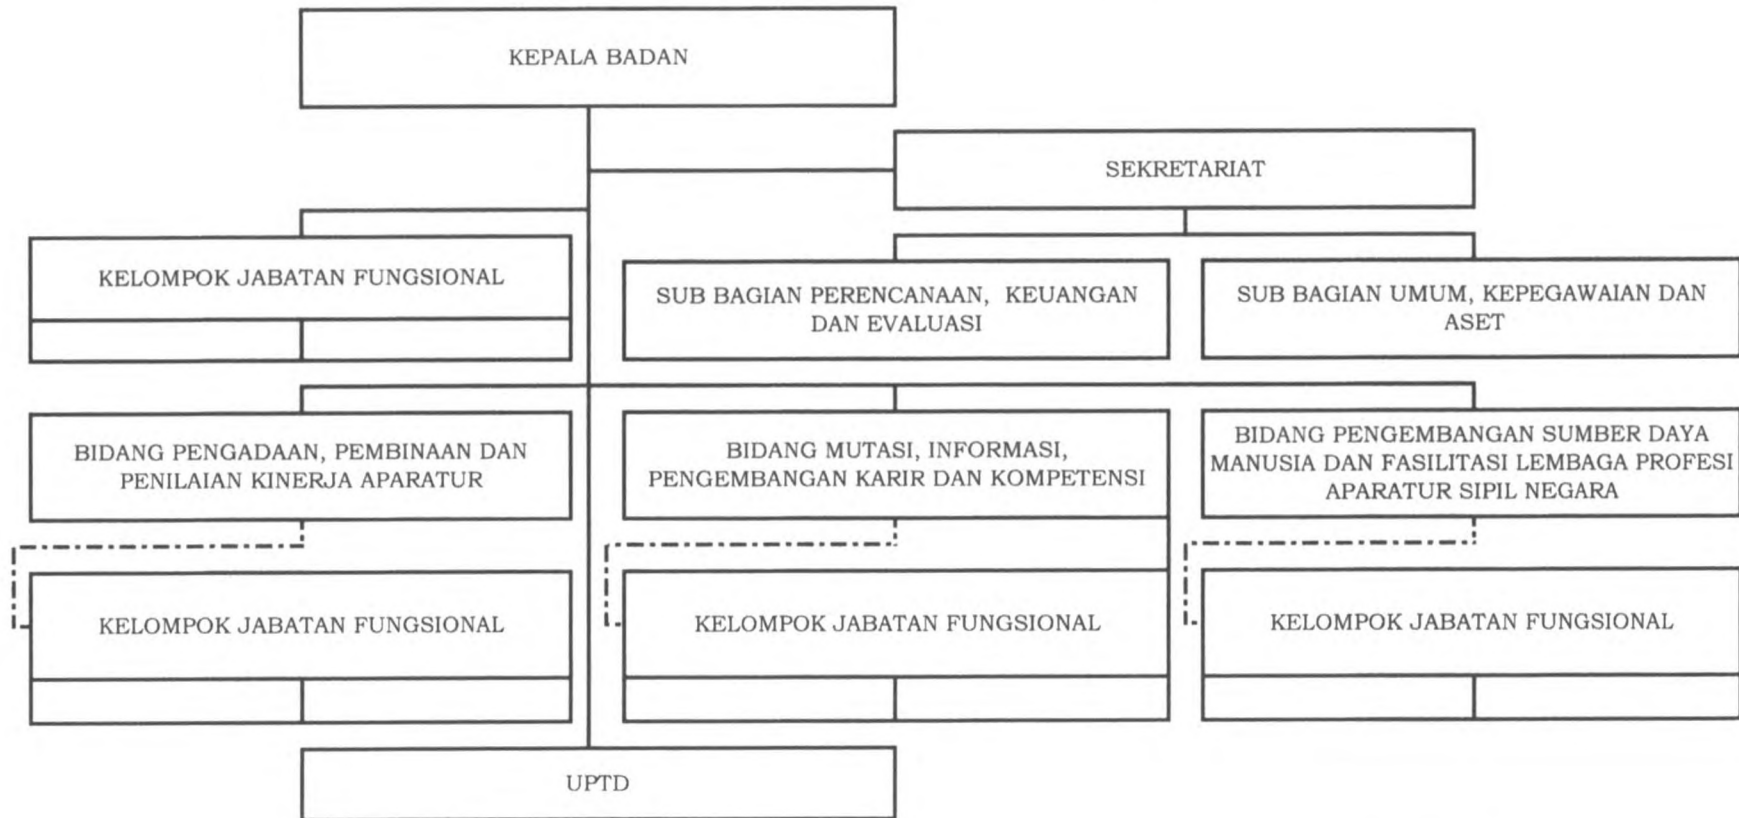 KEPALA BADAN
SEKRETARIAT
KELOMPOK JABATAN FUNGSIONAL
SUB BAGIAN PERENCANAAN, KEUANGAN
DAN EVALUASI
SUB BAGIAN UMUM, KEPEGAWAIAN DAN
ASET
BIDANG PENGADAAN, PEMBINAAN DAN
PENILAIAN KINERJA APARATUR
BIDANG MUTASI, INFORMASI,
PENGEMBANGAN KARIR DAN KOMPETENSI
BIDANG PENGEMBANGAN SUMBER DAYA
MANUSIA DAN FASILITASI LEMBAGA PROFESI
APARATUR SIPIL NEGARA
KELOMPOK JABATAN FUNGSIONAL
KELOMPOK JABATAN FUNGSIONAL
KELOMPOK JABATAN FUNGSIONAL
UPTD